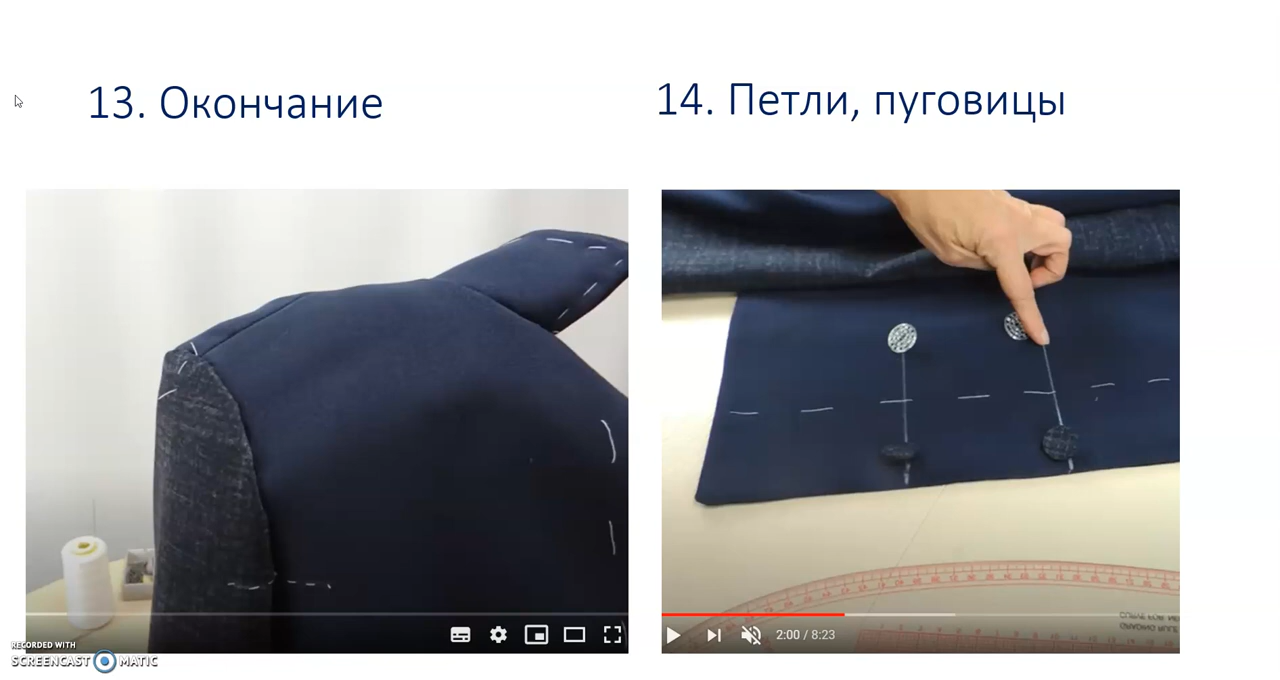 13. Окончание
14. Петли, пуговицы
2:00 / 8:23
RECORDED WITH
SCREENCAST MATIC